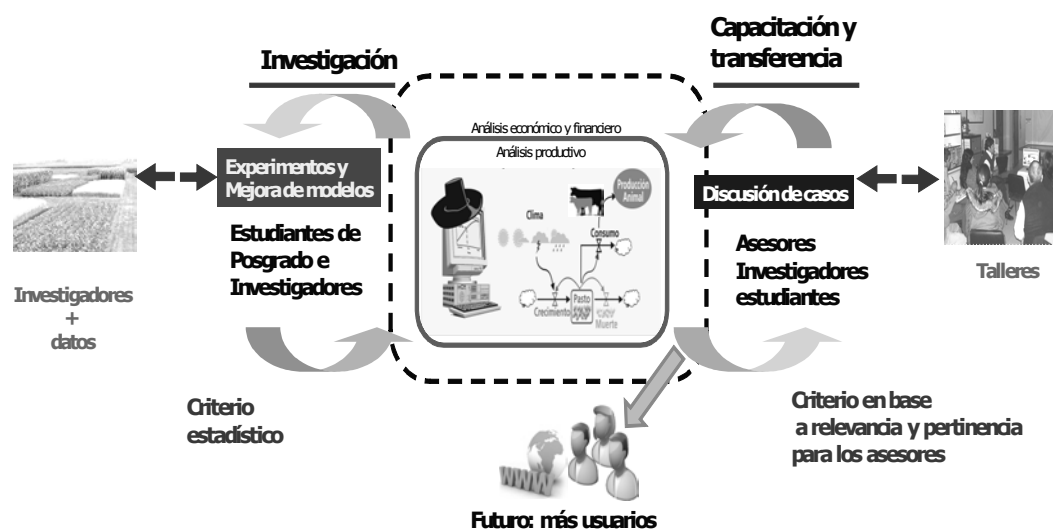 Investigación
Capacitación y
transferencia
Análisis económico y financiero
Análisis productivo
Experimentos y
Mejora de modelos
Estudiantes de
Posgrado e
Investigadores
Investigadores
+
datos
Criterio
estadístico
Producción
Animal
Clima
Consumo
Crecimiento
Pasto
Muerte
Discusión de casos
Asesores
Investigadores
estudiantes
Talleres
Criterio en base
a relevancia y pertinencia
para los asesores
WWW
Futuro: más usuarios